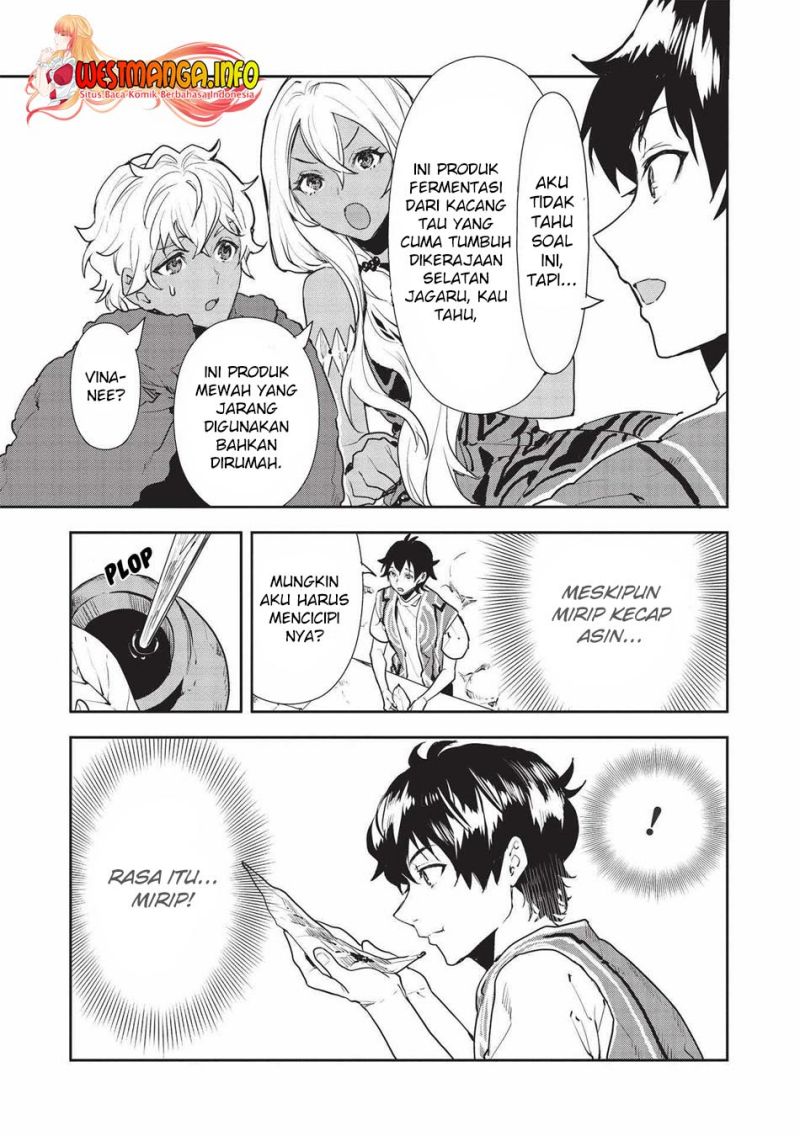 WESTMANGA.INFO
Situs Baca Komik Berbahasa Indonesia
AKU
TIDAK
TAHU
SOAL
INI,
TAPI...
INI PRODUK
FERMENTASI
DARI KACANG
TAU YANG
CUMA TUMBUH
DIKERAJAAN
SELATAN
JAGARU, KAU
TAHU,
INI PRODUK
MEWAH YANG
JARANG
DIGUNAKAN
BAHKAN
DIRUMAH.
VINA-
NEE?
MESKIPUN
MIRIP KECAP
ASIN...
MUNGKIN
AKU HARUS
MENCICIPI
NYA?
PLOP
!
RASA ITU...
MIRIP!